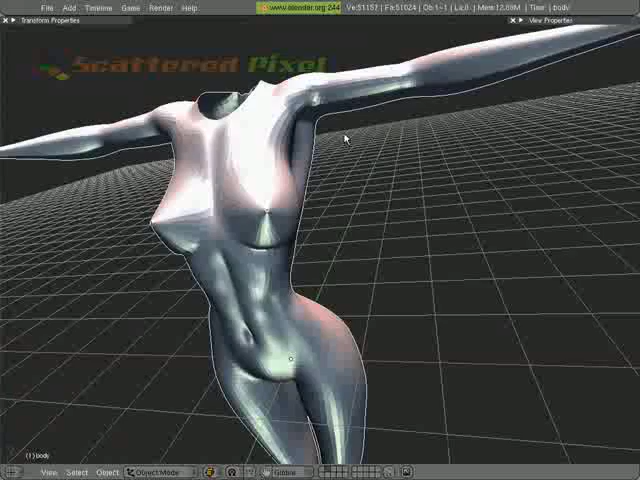 File Add Timeline Game Render Help www.blender.org 244 Ve:51157 | Fa:51024 | Ob:1-1 | La:0 | Mem:12.69M | Time: | body
Transform Properties View Properties
Scattered Pixel
(1) body
View Select Object Object Mode Global